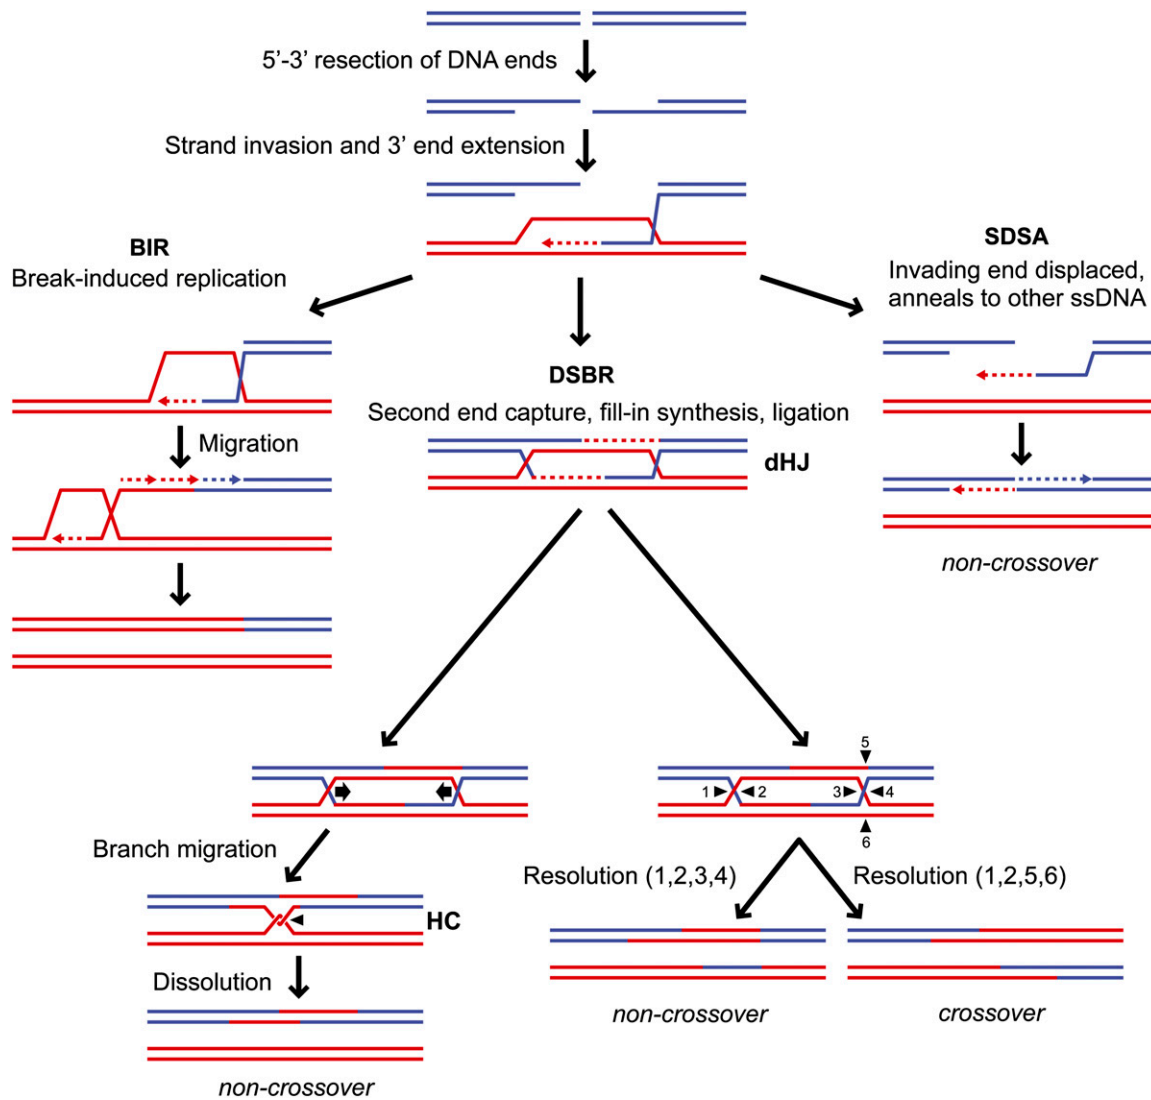 5'-3' resection of DNA ends
Strand invasion and 3' end extension
BIR
Break-induced replication
SDSA
Invading end displaced,
anneals to other ssDNA
DSBR
Second end capture, fill-in synthesis, ligation
dHJ
Migration
non-crossover
5
1
2
3
4
6
Branch migration
HC
Resolution (1,2,3,4)
Resolution (1,2,5,6)
Dissolution
non-crossover
crossover
non-crossover